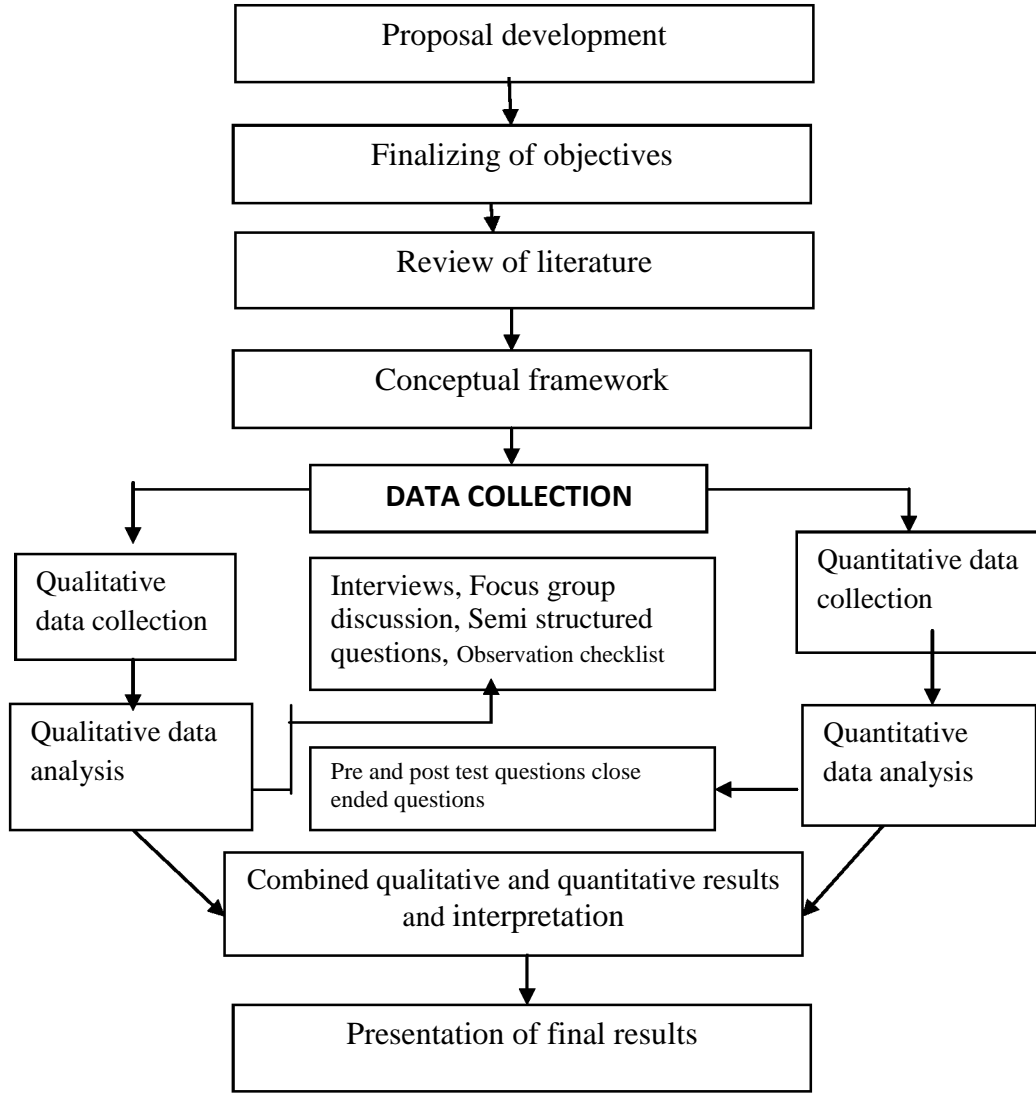 Proposal development
Finalizing of objectives
Review of literature
Conceptual framework
DATA COLLECTION
Qualitative
data collection
Interviews, Focus group
discussion, Semi structured
questions, Observation checklist
Quantitative data
collection
Qualitative data
analysis
Pre and post test questions close
ended questions
Quantitative
data analysis
Combined qualitative and quantitative results
and interpretation
Presentation of final results